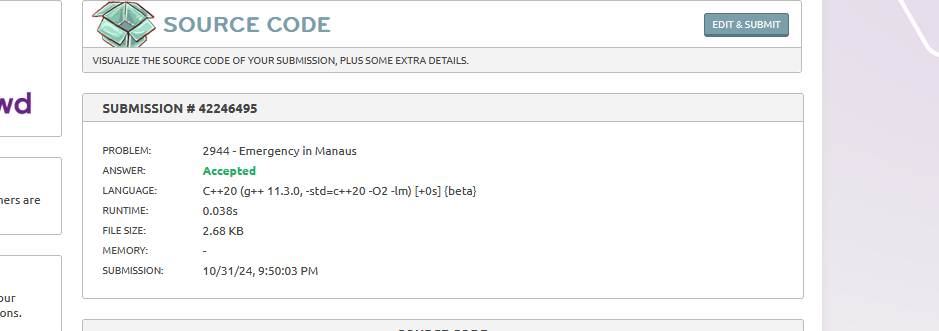 SOURCE CODE
EDIT & SUBMIT
VISUALIZE THE SOURCE CODE OF YOUR SUBMISSION, PLUS SOME EXTRA DETAILS.
wd
SUBMISSION # 42246495
PROBLEM: 2944 - Emergency in Manaus
ANSWER: Accepted
LANGUAGE: C++20 (g++ 11.3.0, -std=c++20 -O2 -lm) [+0s] {beta}
ners are
RUNTIME: 0.038s
FILE SIZE: 2.68 KB
MEMORY: -
SUBMISSION: 10/31/24, 9:50:03 PM
our
ons.